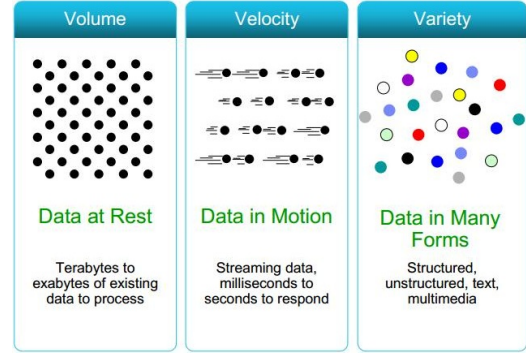 Volume
Data at Rest
Terabytes to
exabytes of existing
data to process
Velocity
Data in Motion
Streaming data,
milliseconds to
seconds to respond
Variety
Data in Many
Forms
Structured,
unstructured, text,
multimedia